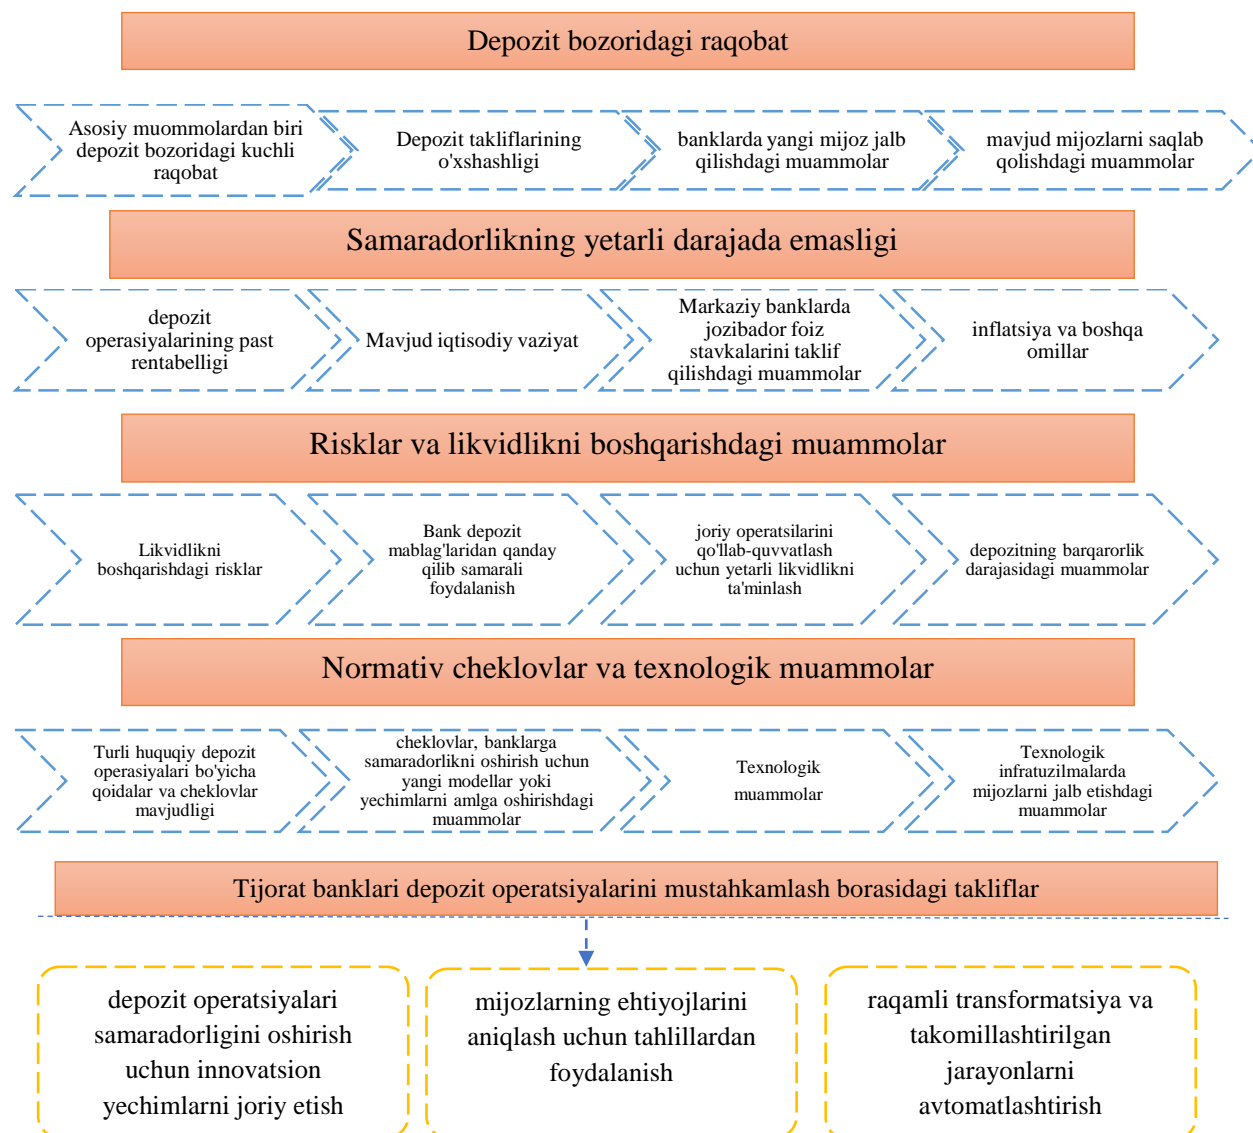 Depozit bozoridagi raqobat
Asosiy muommolardan biri
depozit bozoridagi kuchli
raqobat
Depozit takliflarining
o'xshashligi
banklarda yangi mijoz jalb
qilishdagi muammolar
mavjud mijozlarni saqlab
qolishdagi muammolar
Samaradorlikning yetarli darajada emasligi
depozit
operasiyalarining past
rentabelligi
Mavjud iqtisodiy vaziyat
Markaziy banklarda
jozibador foiz
stavkalarini taklif
qilishdagi muammolar
inflatsiya va boshqa
omillar
Risklar va likvidlikni boshqarishdagi muammolar
Likvidlikni
boshqarishdagi risklar
Bank depozit
mablag'laridan qanday
qilib samarali
foydalanish
joriy operatsilarini
qo'llab-quvvatlash
uchun yetarli likvidlikni
ta'minlash
depozitning barqarorlik
darajasidagi muammolar
Normativ cheklovlar va texnologik muammolar
Turli huquqiy depozit
operasiyalari bo'yicha
qoidalar va cheklovlar
mavjudligi
cheklovlar, banklarga
samaradorlikni oshirish uchun
yangi modellar yoki
yechimlarni amlga oshirishdagi
muammolar
Texnologik
muammolar
Texnologik
infratuzilmalarda
mijozlarni jalb etishdagi
muammolar
Tijorat banklari depozit operatsiyalarini mustahkamlash borasidagi takliflar
depozit operatsiyalari
samaradorligini oshirish
uchun innovatsion
yechimlarni joriy etish
mijozlarning ehtiyojlarini
aniqlash uchun tahlillardan
foydalanish
raqamli transformatsiya va
takomillashtirilgan
jarayonlarni
avtomatlashtirish